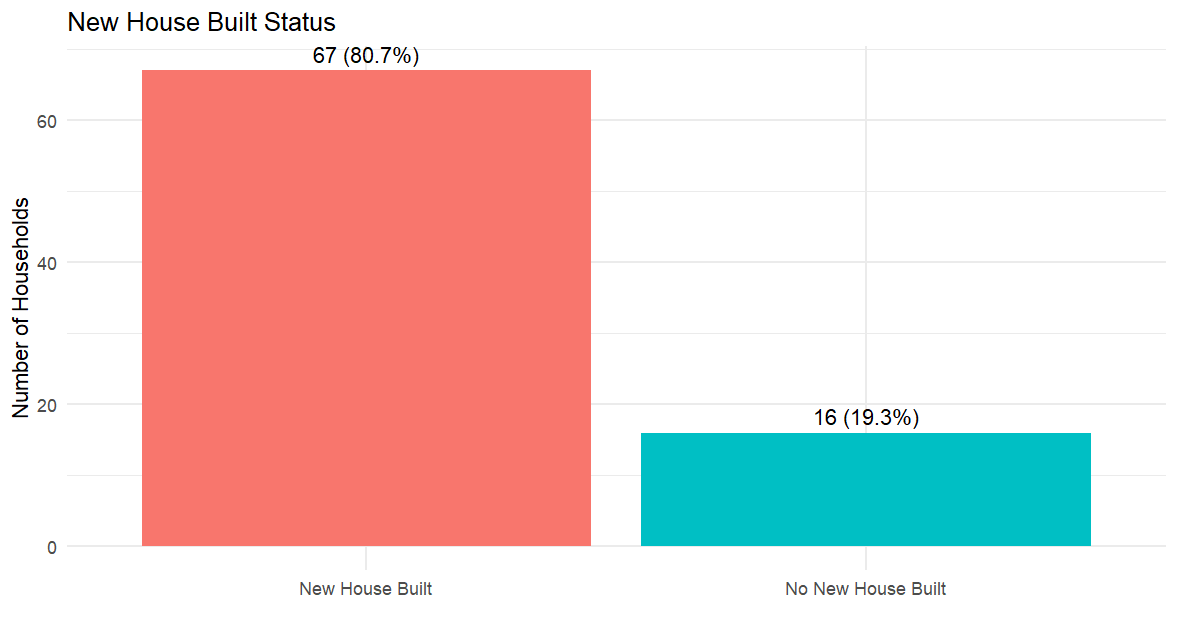 New House Built Status
67 (80.7%)
60
40
20
0
Number of Households
16 (19.3%)
New House Built
No New House Built